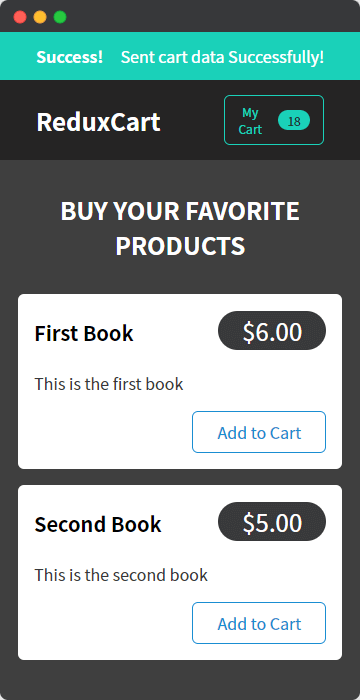 Success! Sent cart data Successfully!
ReduxCart
My
Cart
18
BUY YOUR FAVORITE
PRODUCTS
First Book
$6.00
This is the first book
Add to Cart
Second Book
$5.00
This is the second book
Add to Cart